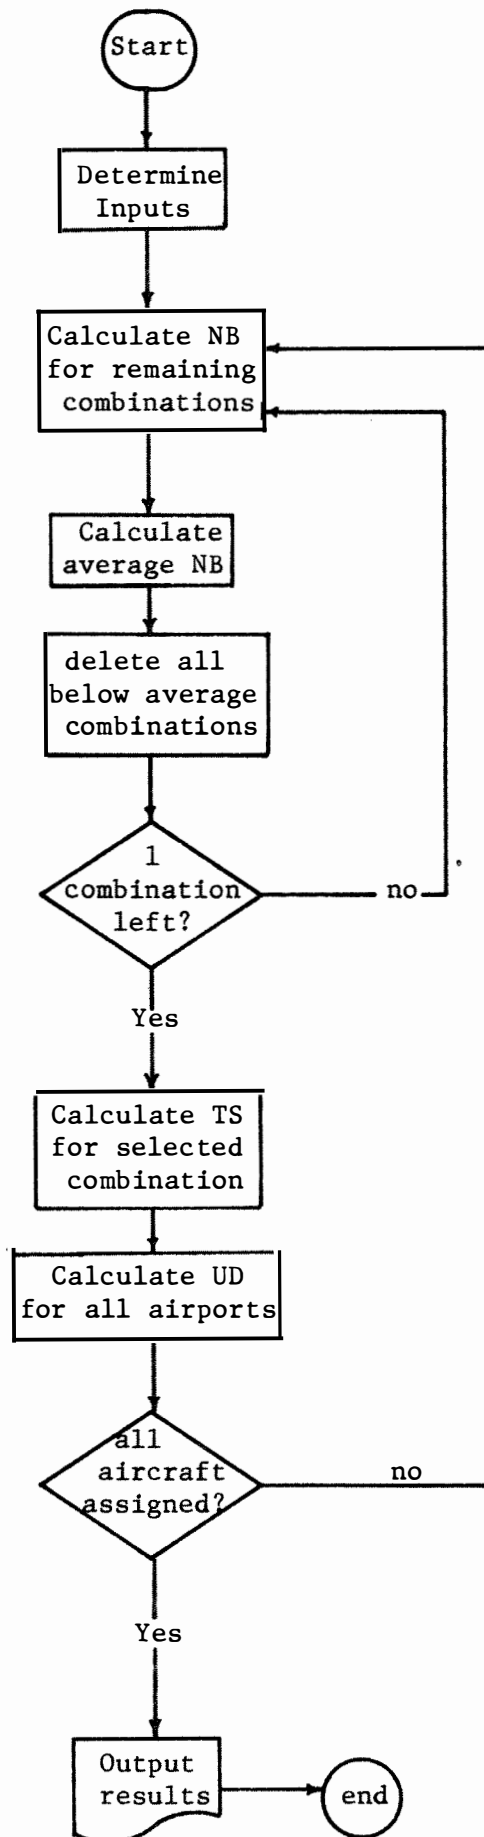 Start
Determine
Inputs
Calculate NB
for remaining
combinations
Calculate
average NB
delete all
below average
combinations
1
combination
left?
no
Yes
Calculate TS
for selected
combination
Calculate UD
for all airports
all
aircraft
assigned?
no
Yes
Output
results
end